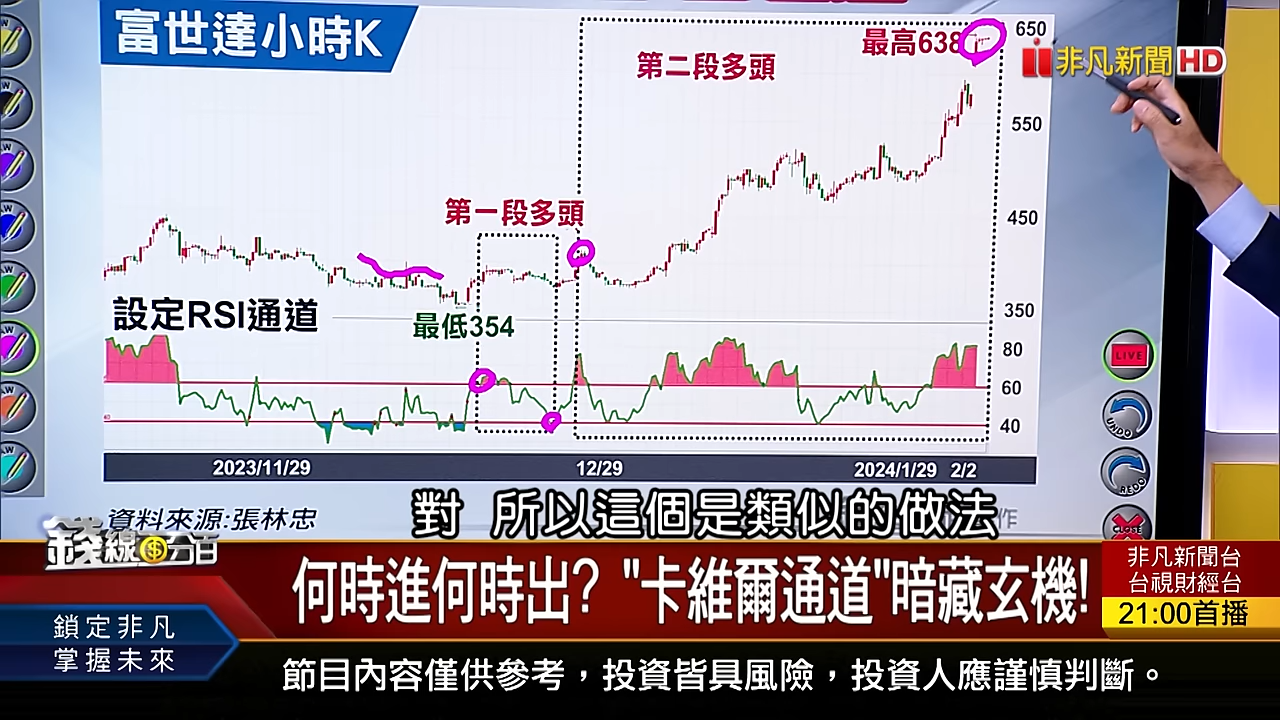 富世達小時K
最高638
650
非凡新聞HD
第二段多頭
550
第一段多頭
450
設定RSI通道
最低354
350
80
60
40
LIVE
UNDO
REDO
CLOSE
2023/11/29
12/29
2024/1/29
2/2
資料來源:張林忠
作
對 所以這個是類似的做法
錢線百分百
何時進何時出? "卡維爾通道"暗藏玄機!
非凡新聞台
台視財經台
21:00首播
鎖定非凡
掌握未來
節目內容僅供參考，投資皆具風險，投資人應謹慎判斷。